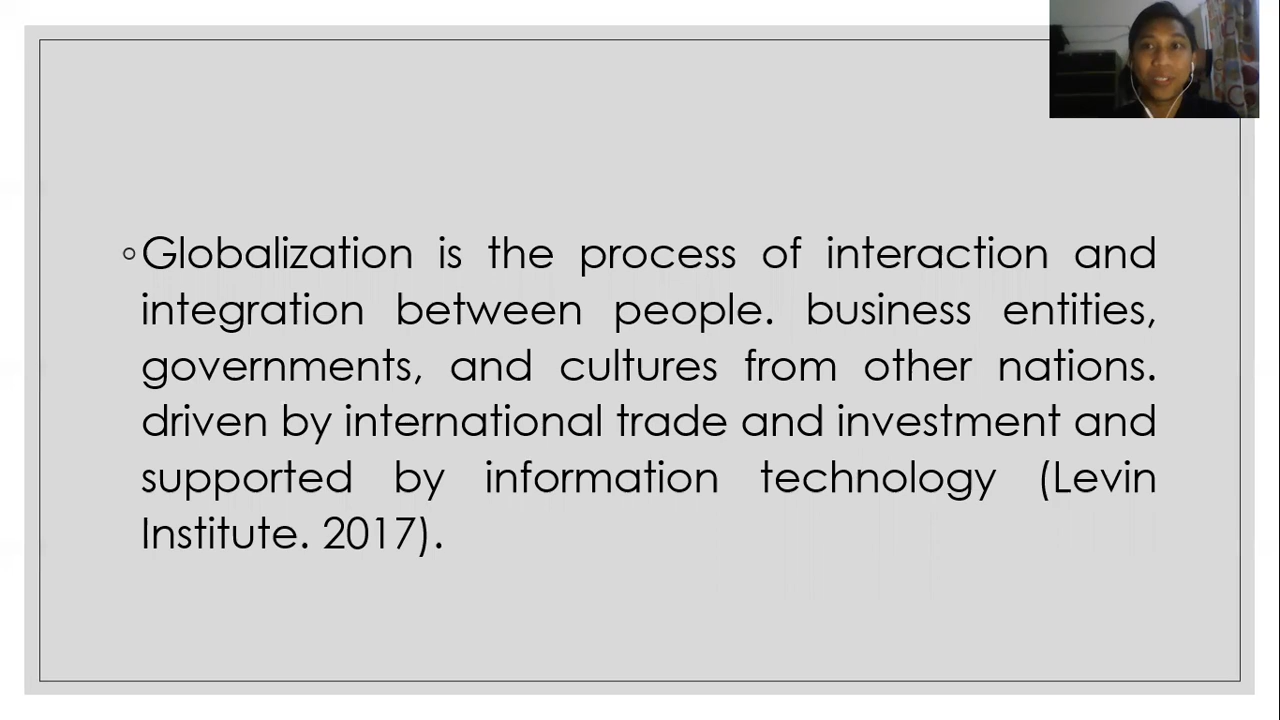 Globalization is the process of interaction and
integration between people. business entities,
governments, and cultures from other nations.
driven by international trade and investment and
supported by information technology (Levin
Institute. 2017).